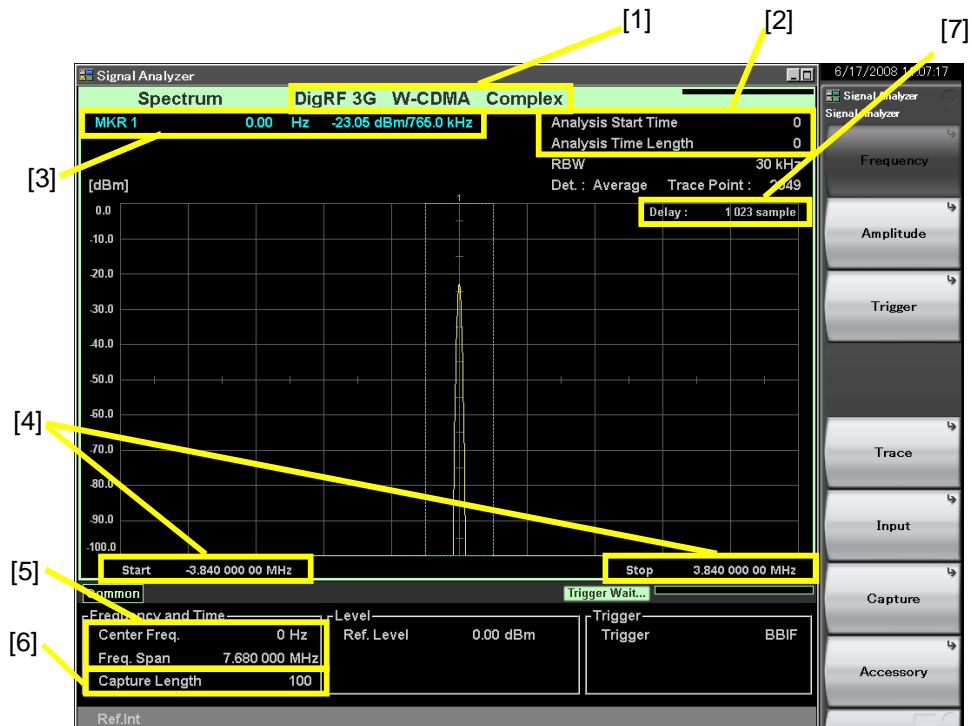 [1]
[2]
[7]
Signal Analyzer
6/17/2008
Spectrum DigRF 3G W-CDMA Complex
Signal Analyzer
Signal Analyzer
MKR 1 0.00 Hz -23.05 dBm/765.0 kHz
Analysis Start Time 0
Analysis Time Length 0
[3]
RBW 30 kHz
Det. : Average Trace Point : 2049
Frequency
[dBm]
1
Delay : 1 023 sample
0.0
-10.0
-20.0
-30.0
-40.0
-50.0
-60.0
-70.0
-80.0
-90.0
-100.0
Amplitude
Trigger
[4]
Trace
Input
Start -3.840 000 00 MHz
Stop 3.840 000 00 MHz
[5]
Common
Trigger Wait...
Capture
Frequency and Time
Center Freq. 0 Hz
Freq. Span 7.680 000 MHz
[6]
Capture Length 100
Level
Ref. Level 0.00 dBm
Trigger
Trigger BBIF
Accessory
Ref.Int